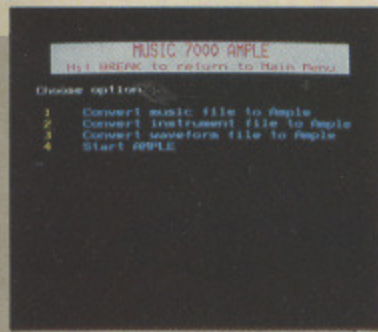 MUSIC 7000 AMPLE
Hit BREAK to return to Main Menu
Choose option:
1 Convert music file to Ample
2 Convert instrument file to Ample
3 Convert waveform file to Ample
4 Start AMPLE